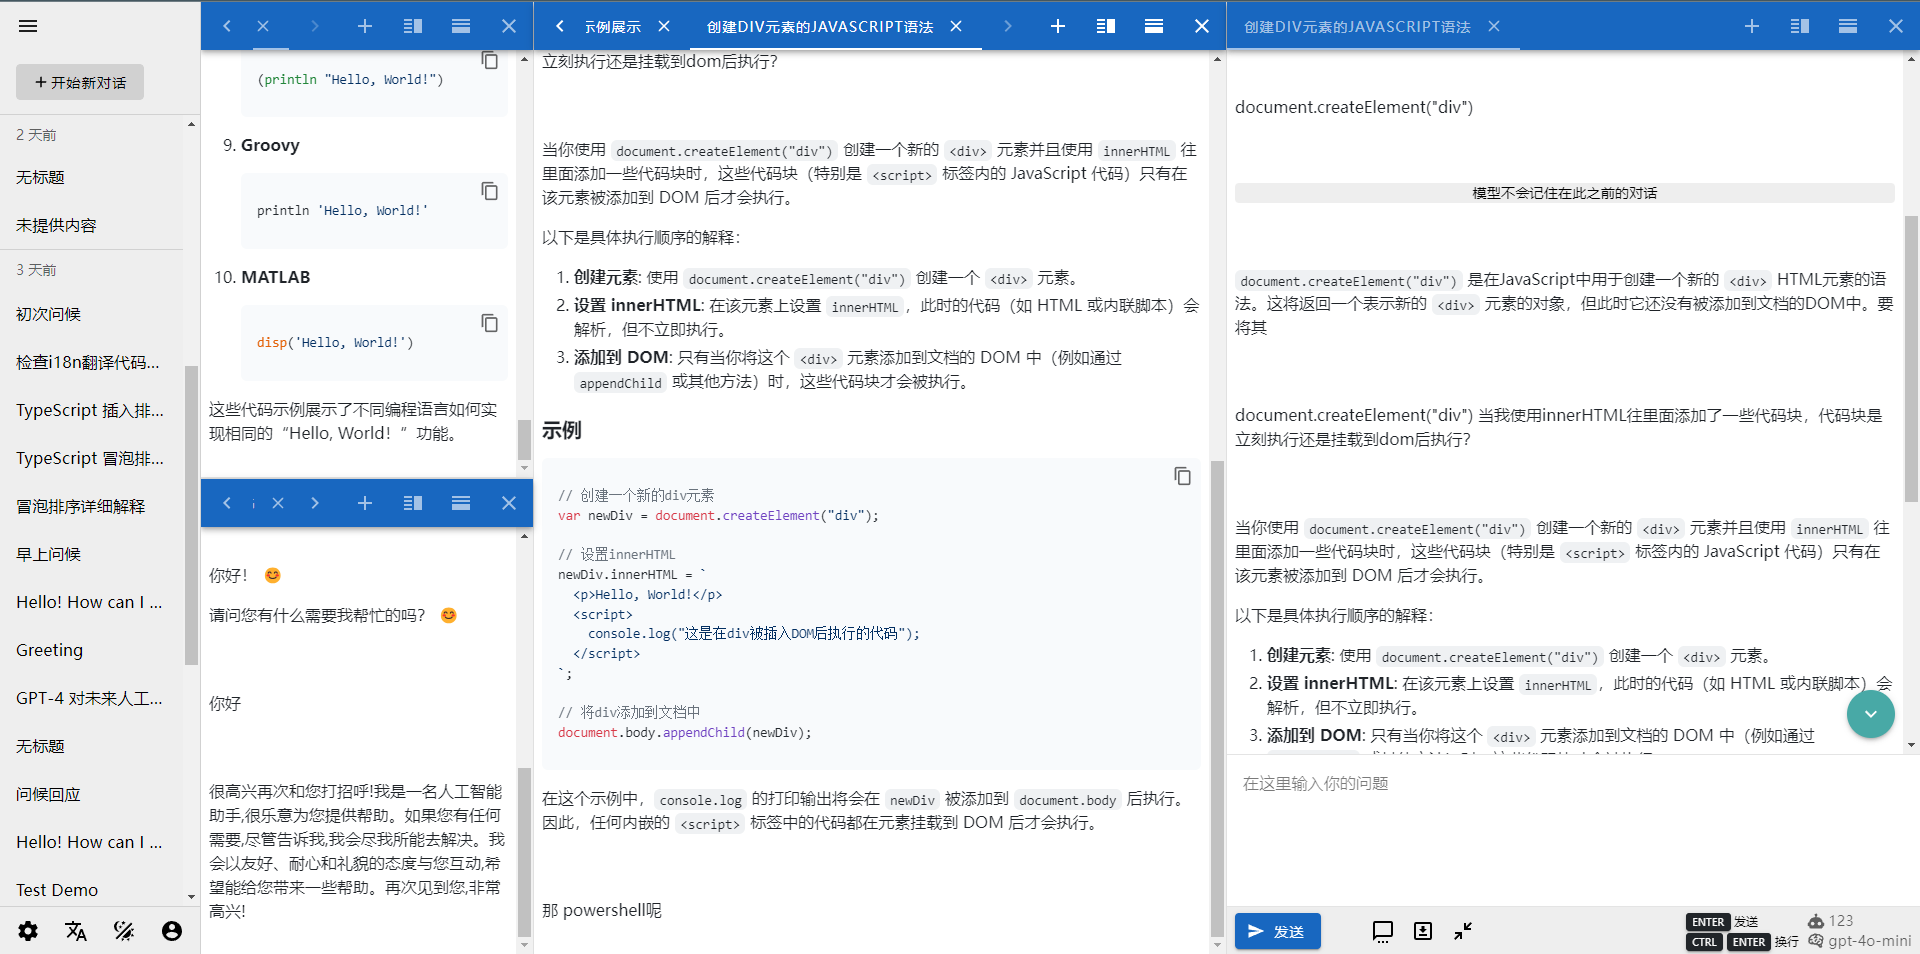 开始新对话
2 天前
无标题
未提供内容
3 天前
初次问候
检查i18n翻译代码...
TypeScript 插入排...
TypeScript 冒泡排...
冒泡排序详细解释
早上问候
Hello! How can I ...
Greeting
GPT-4 对未来人工...
无标题
问候回应
Hello! How can I ...
Test Demo
(println "Hello, World!")
9. Groovy
println 'Hello, World!'
10. MATLAB
disp('Hello, World!')
这些代码示例展示了不同编程语言如何实
现相同的“Hello, World！”功能。
你好！ 😊
请问您有什么需要我帮忙的吗？ 😊
你好
很高兴再次和您打招呼!我是一名人工智能
助手,很乐意为您提供帮助。如果您有任何
需要,尽管告诉我,我会尽我所能去解决。我
会以友好、耐心和礼貌的态度与您互动,希
望能给您带来一些帮助。再次见到您,非常
高兴!
示例展示
创建DIV元素的JAVASCRIPT语法
立刻执行还是挂载到dom后执行?
当你使用 document.createElement("div") 创建一个新的 <div> 元素并且使用 innerHTML 往
里面添加一些代码块时，这些代码块（特别是 <script> 标签内的 JavaScript 代码）只有在
该元素被添加到 DOM 后才会执行。
以下是具体执行顺序的解释：
1. 创建元素: 使用 document.createElement("div") 创建一个 <div> 元素。
2. 设置 innerHTML: 在该元素上设置 innerHTML，此时的代码（如 HTML 或内联脚本）会
解析，但不立即执行。
3. 添加到 DOM: 只有当你将这个 <div> 元素添加到文档的 DOM 中（例如通过
appendChild 或其他方法）时，这些代码块才会被执行。
示例
// 创建一个新的div元素
var newDiv = document.createElement("div");
// 设置innerHTML
newDiv.innerHTML = `
<p>Hello, World!</p>
<script>
console.log("这是在div被插入DOM后执行的代码");
</script>
`;
// 将div添加到文档中
document.body.appendChild(newDiv);
在这个示例中，console.log 的打印输出将会在 newDiv 被添加到 document.body 后执行。
因此，任何内嵌的 <script> 标签中的代码都在元素挂载到 DOM 后才会执行。
那 powershell呢
创建DIV元素的JAVASCRIPT语法
document.createElement("div")
模型不会记住在此之前的对话
document.createElement("div") 是在JavaScript中用于创建一个新的 <div> HTML元素的语
法。这将返回一个表示新的 <div> 元素的对象，但此时它还没有被添加到文档的DOM中。要
将其
document.createElement("div") 当我使用innerHTML往里面添加了一些代码块，代码块是
立刻执行还是挂载到dom后执行?
当你使用 document.createElement("div") 创建一个新的 <div> 元素并且使用 innerHTML 往
里面添加一些代码块时，这些代码块（特别是 <script> 标签内的 JavaScript 代码）只有在
该元素被添加到 DOM 后才会执行。
以下是具体执行顺序的解释：
1. 创建元素: 使用 document.createElement("div") 创建一个 <div> 元素。
2. 设置 innerHTML: 在该元素上设置 innerHTML，此时的代码（如 HTML 或内联脚本）会
解析，但不立即执行。
3. 添加到 DOM: 只有当你将这个 <div> 元素添加到文档的 DOM 中（例如通过
在这里输入你的问题
发送
ENTER 发送
CTRL ENTER 换行
123
gpt-4o-mini